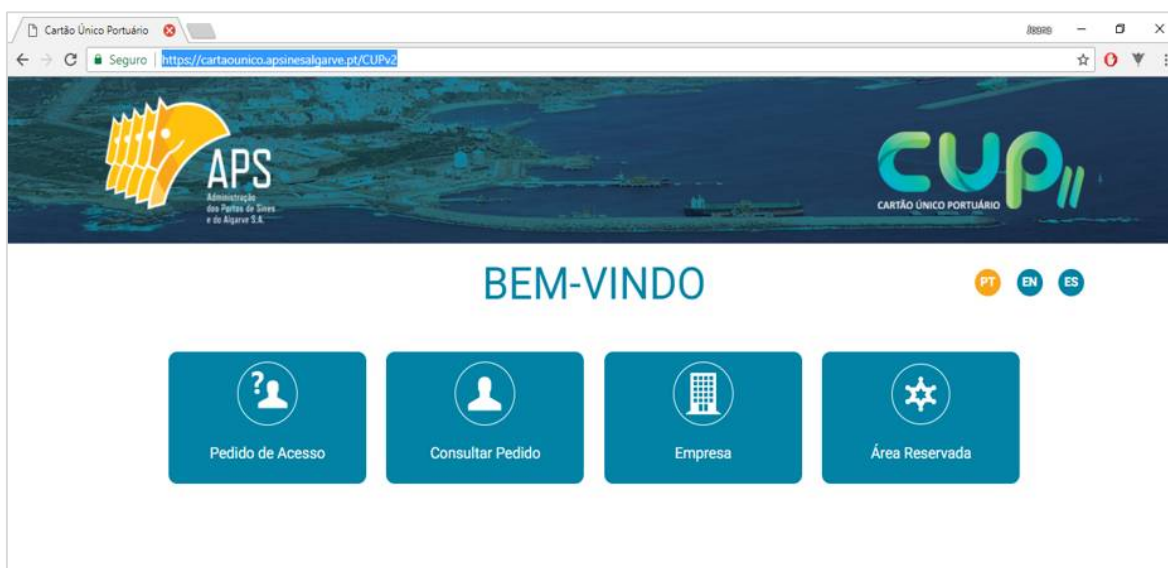 Cartão Único Portuário
Seguro | https://cartaounico.apsinesalgarve.pt/CUPv2
APS
Administração
dos Portos de Sines
e do Algarve S.A.
CUP II
CARTÃO ÚNICO PORTUÁRIO
BEM-VINDO
PT EN ES
? Pedido de Acesso
Consultar Pedido
Empresa
Área Reservada